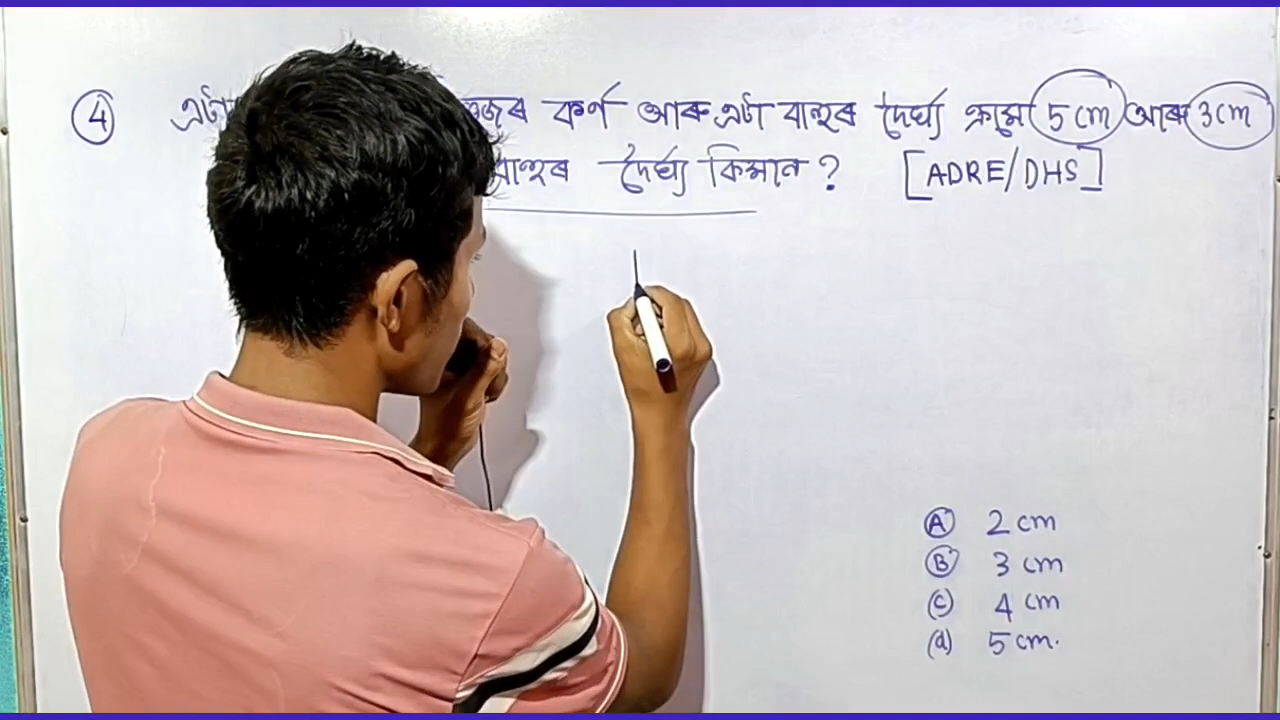 ④ এটা জৰ কৰ্ণ আৰু এটা বাহুৰ দৈৰ্ঘ্য ক্ৰমে 5 cm আৰু 3 cm
বাহুৰ দৈৰ্ঘ্য কিমান ? [ADRE/DHS]
Ⓐ 2 cm
Ⓑ 3 cm
(c) 4 cm
(d) 5 cm.